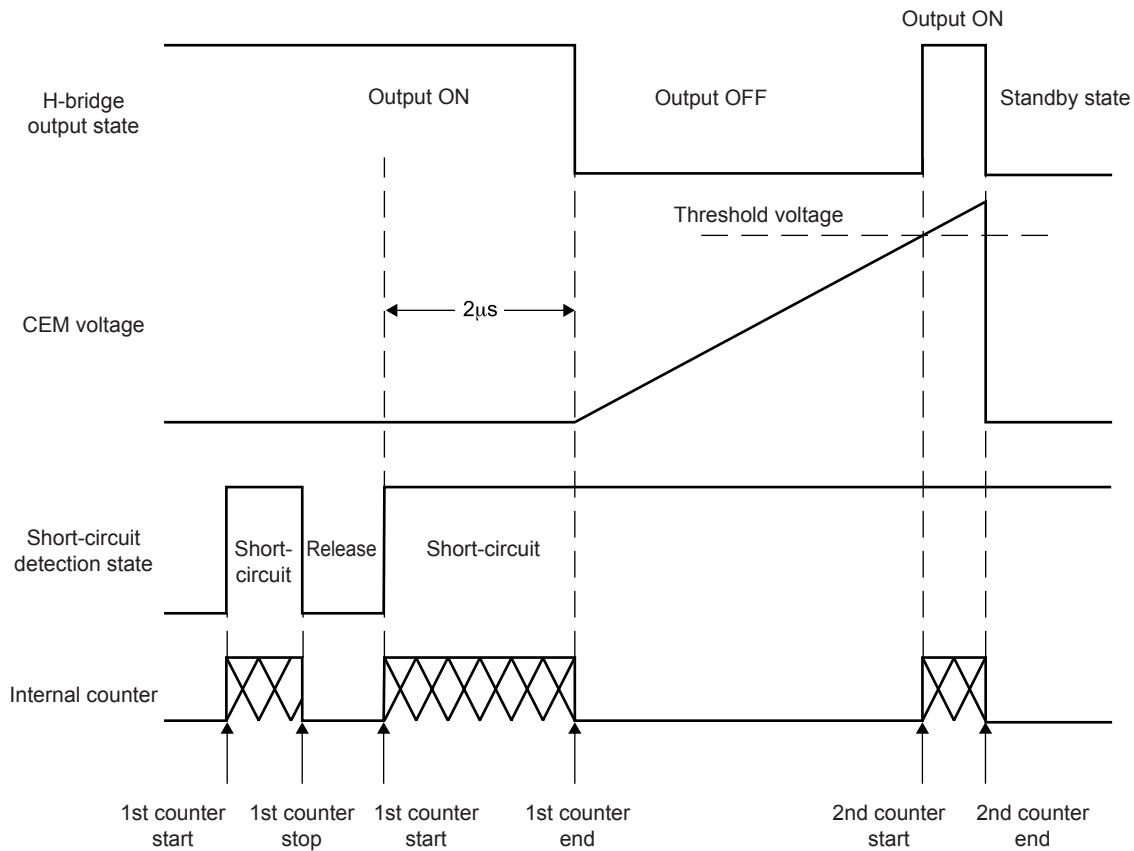 Output ON
H-bridge
output state
Output ON
Output OFF
Standby state
Threshold voltage
CEM voltage
2μs
Short-circuit
detection state
Short-
circuit
Release
Short-circuit
Internal counter
1st counter
start
1st counter
stop
1st counter
start
1st counter
end
2nd counter
start
2nd counter
end